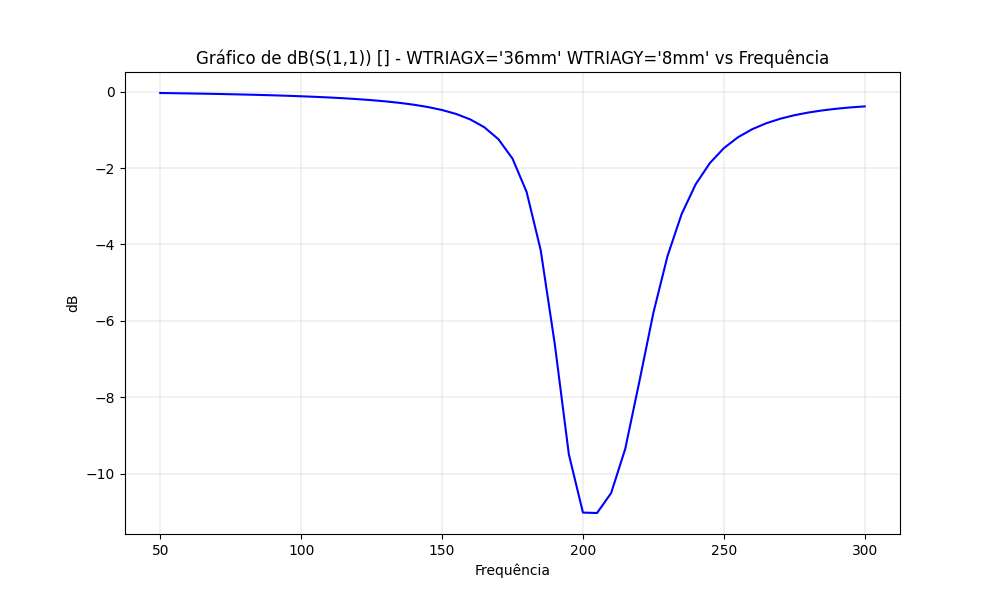 Gráfico de dB(S(1,1)) [] - WTRIAGX='36mm' WTRIAGY='8mm' vs Frequência
0
−2
−4
−6
−8
−10
dB
50 100 150 200 250 300
Frequência